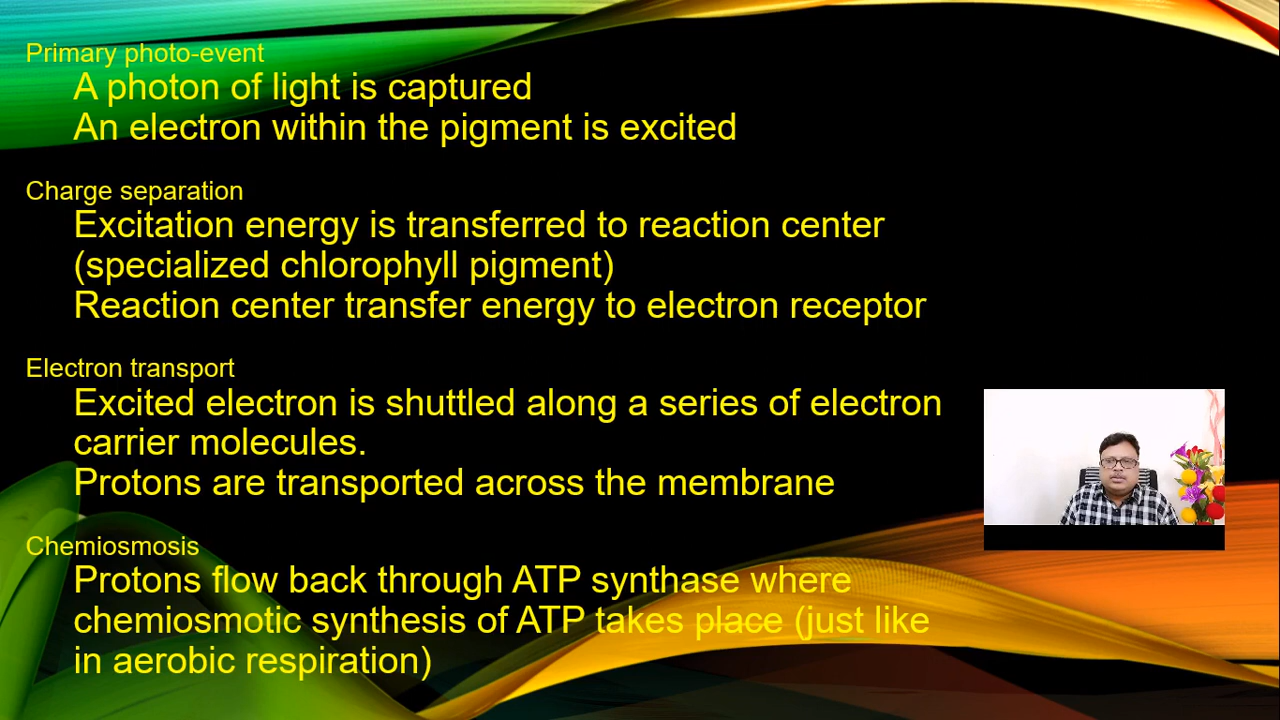 Primary photo-event
A photon of light is captured
An electron within the pigment is excited
Charge separation
Excitation energy is transferred to reaction center
(specialized chlorophyll pigment)
Reaction center transfer energy to electron receptor
Electron transport
Excited electron is shuttled along a series of electron
carrier molecules.
Protons are transported across the membrane
Chemiosmosis
Protons flow back through ATP synthase where
chemiosmotic synthesis of ATP takes place (just like
in aerobic respiration)